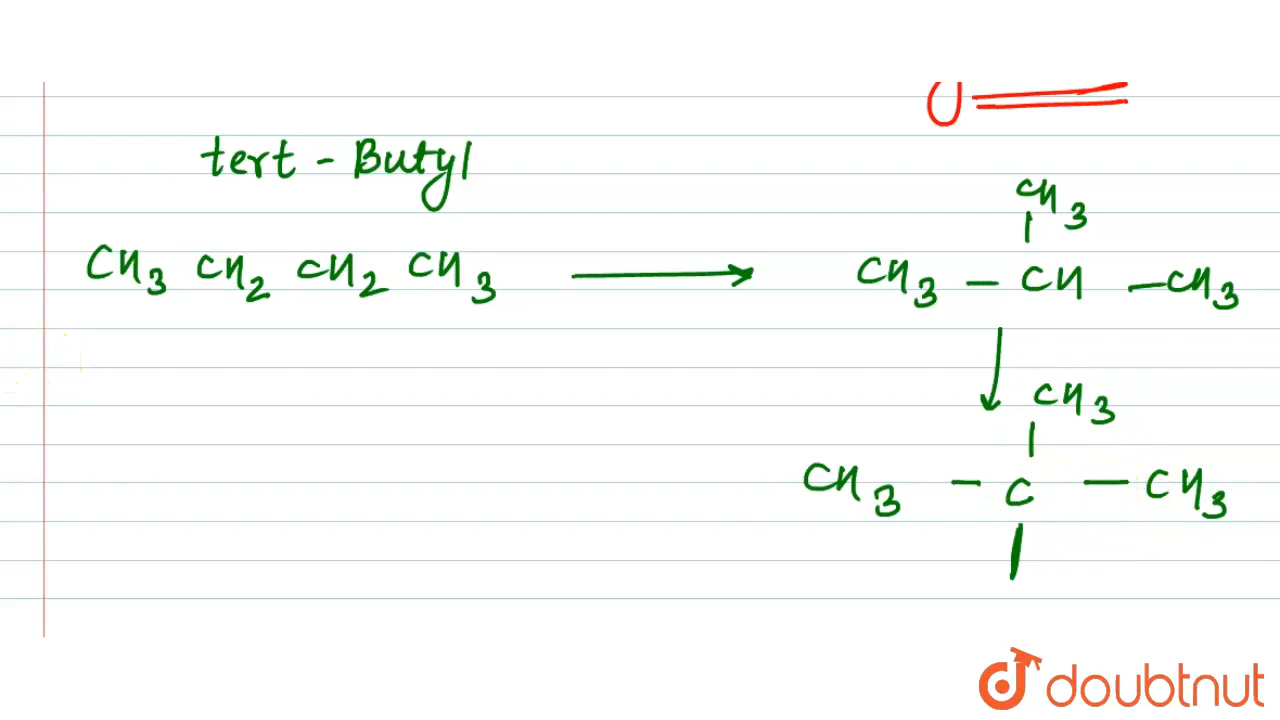 tert - Butyl
CH3
CH3 CH2 CH2 CH3 ⟶ CH3 - CH - CH3
CH3
CH3 - C - CH3
doubtnut